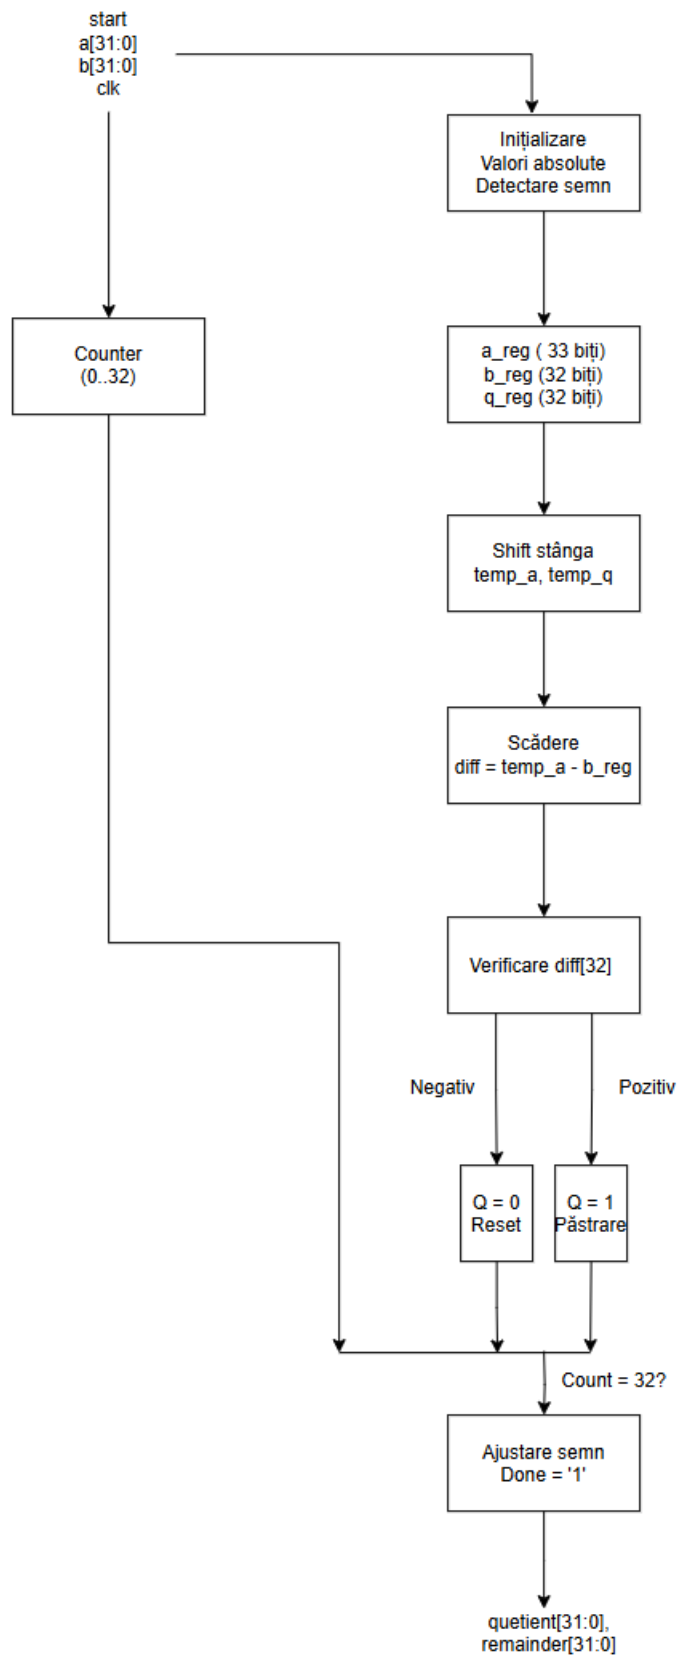 start
a[31:0]
b[31:0]
clk
Inițializare
Valori absolute
Detectare semn
Counter
(0..32)
a_reg ( 33 biți)
b_reg (32 biți)
q_reg (32 biți)
Shift stânga
temp_a, temp_q
Scădere
diff = temp_a - b_reg
Verificare diff[32]
Negativ
Pozitiv
Q = 0
Reset
Q = 1
Păstrare
Count = 32?
Ajustare semn
Done = '1'
quetient[31:0],
remainder[31:0]